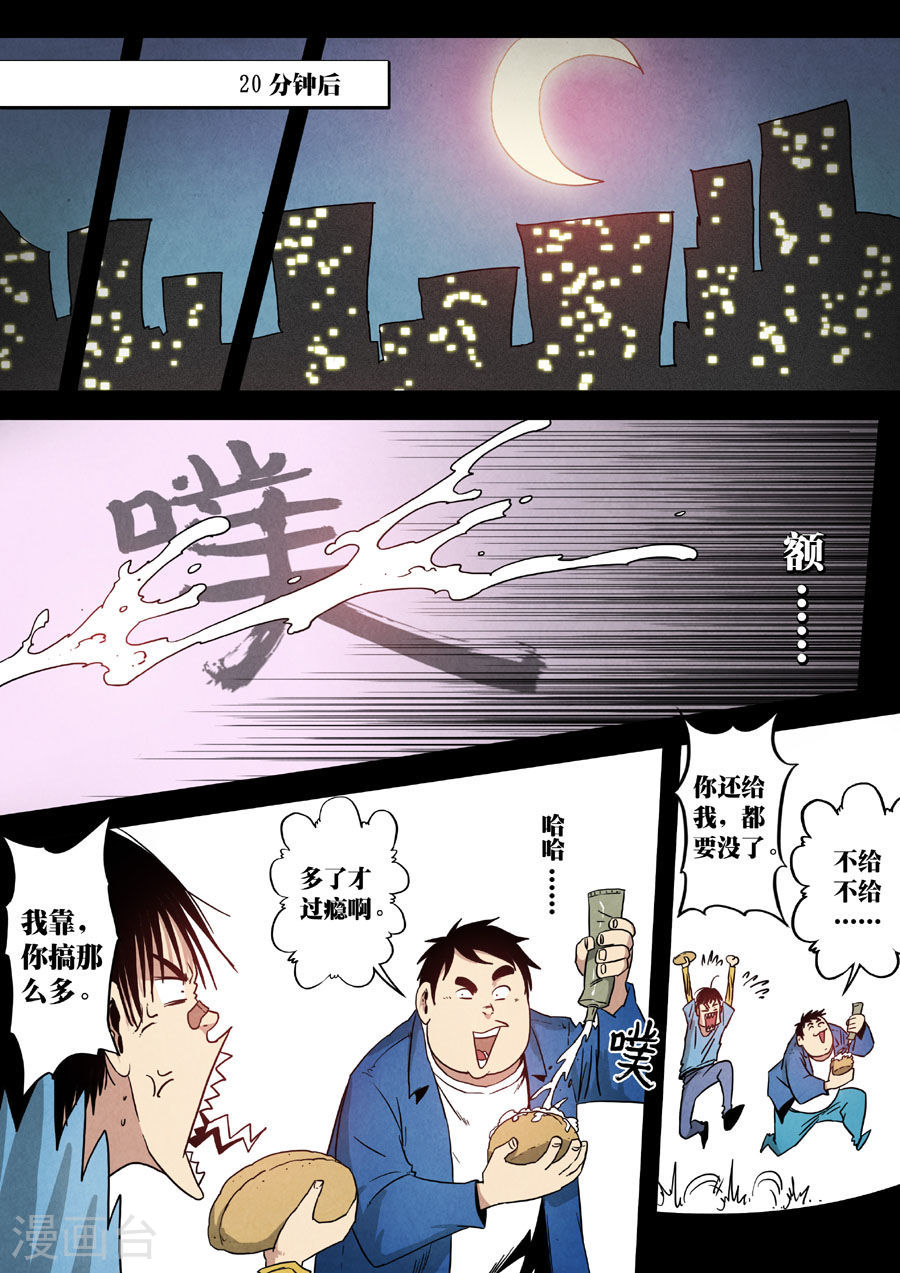 20分钟后
噗
额
……
我靠，
你搞那
么多。
多了才
过瘾啊。
哈
哈
……
噗
你还给
我，都
要没了。
不给
不给
……
漫画台